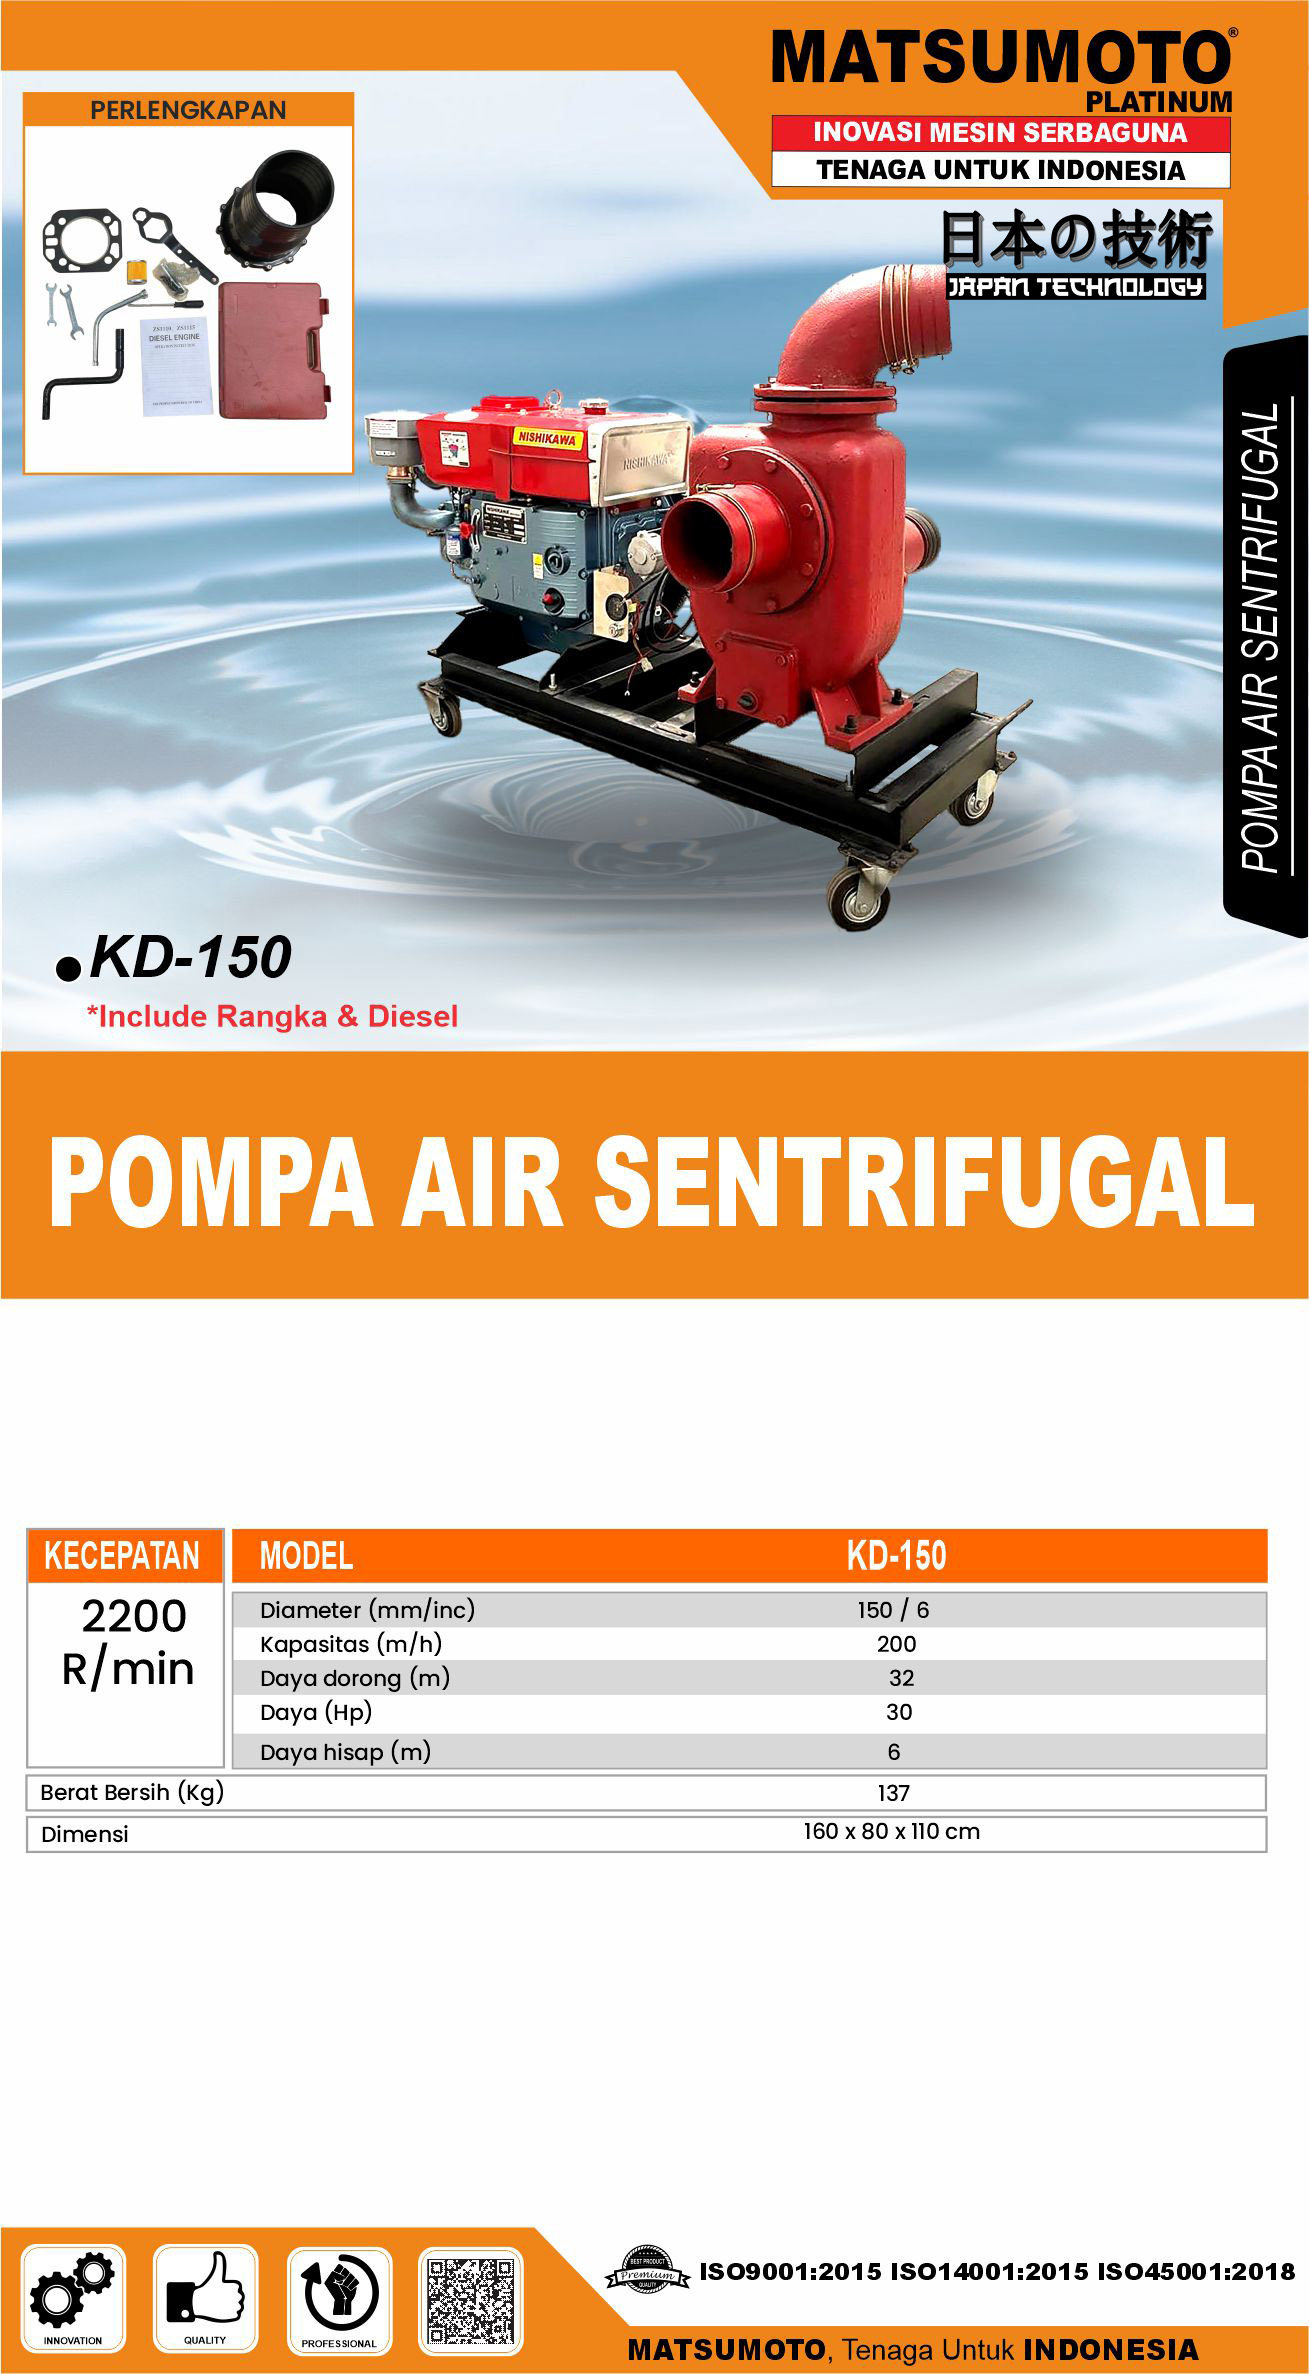 MATSUMOTO®
PLATINUM
INOVASI MESIN SERBAGUNA
TENAGA UNTUK INDONESIA
日本の技術
JAPAN TECHNOLOGY
PERLENGKAPAN
ZS1110、ZS1115
DIESEL ENGINE
NISHIKAWA
NISHIKAWA
NISHIKAWA
POMPA AIR SENTRIFUGAL
KD-150
*Include Rangka & Diesel
POMPA AIR SENTRIFUGAL
KECEPATAN
2200
R/min
MODEL KD-150
Diameter (mm/inc) 150 / 6
Kapasitas (m/h) 200
Daya dorong (m) 32
Daya (Hp) 30
Daya hisap (m) 6
Berat Bersih (Kg) 137
Dimensi 160 x 80 x 110 cm
INNOVATION
QUALITY
PROFESSIONAL
BEST PRODUCT
Premium
QUALITY
ISO9001:2015 ISO14001:2015 ISO45001:2018
MATSUMOTO, Tenaga Untuk INDONESIA